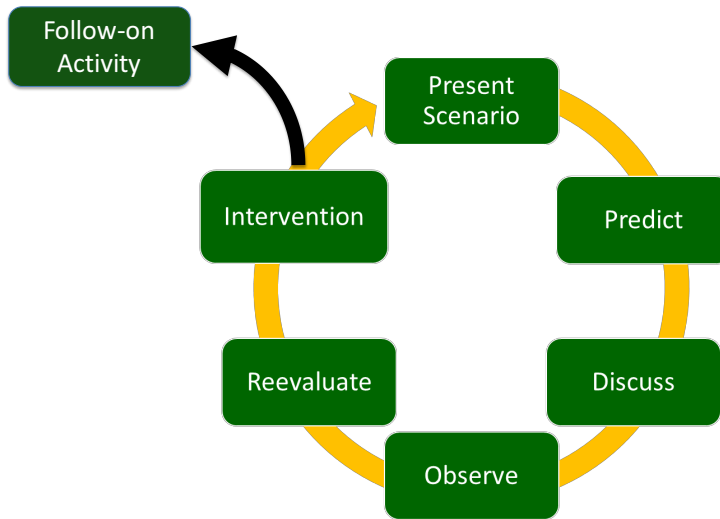 Follow-on
Activity
Present
Scenario
Predict
Discuss
Observe
Reevaluate
Intervention